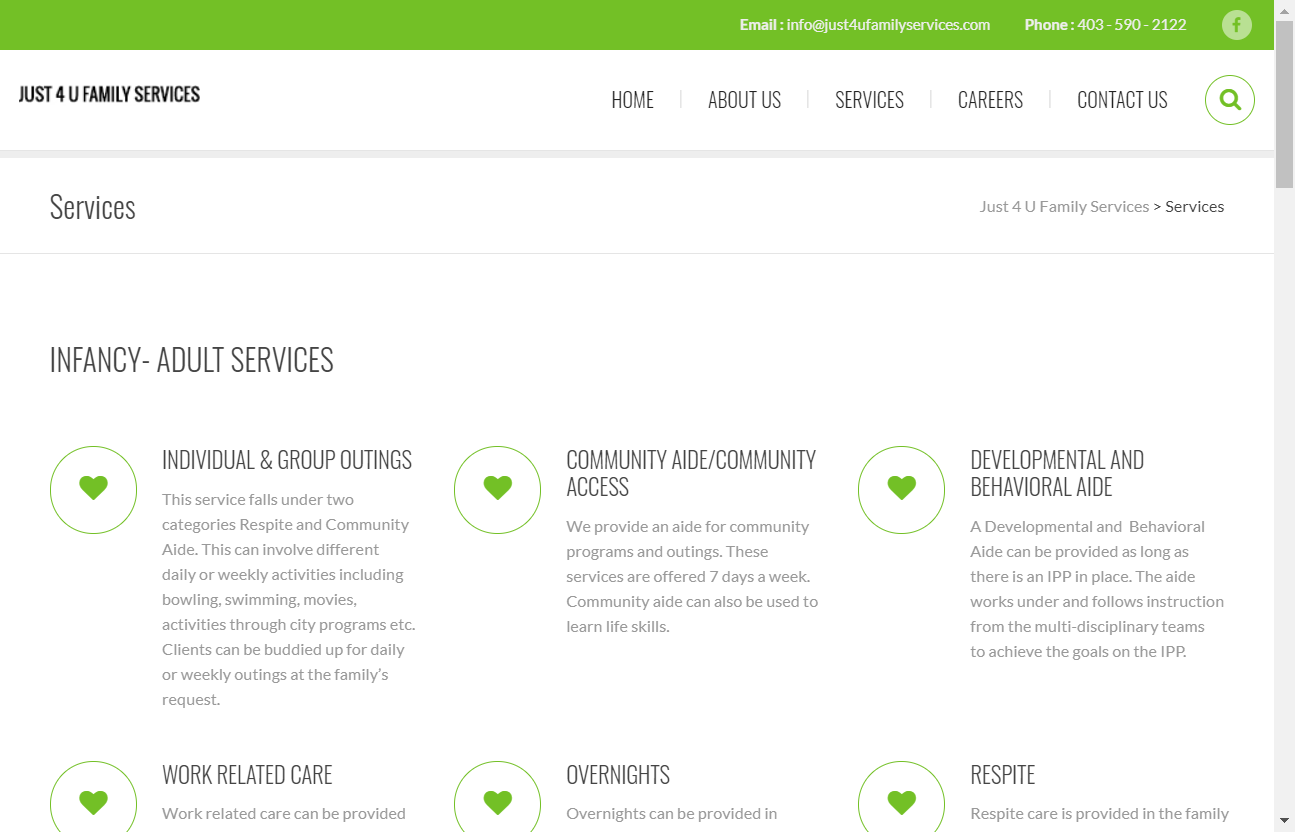 Email : info@just4ufamilyservices.com Phone : 403 - 590 - 2122
JUST 4 U FAMILY SERVICES
HOME
ABOUT US
SERVICES
CAREERS
CONTACT US
Services
Just 4 U Family Services > Services
INFANCY- ADULT SERVICES
INDIVIDUAL & GROUP OUTINGS
This service falls under two
categories Respite and Community
Aide. This can involve different
daily or weekly activities including
bowling, swimming, movies,
activities through city programs etc.
Clients can be buddied up for daily
or weekly outings at the family's
request.
COMMUNITY AIDE/COMMUNITY
ACCESS
We provide an aide for community
programs and outings. These
services are offered 7 days a week.
Community aide can also be used to
learn life skills.
DEVELOPMENTAL AND
BEHAVIORAL AIDE
A Developmental and  Behavioral
Aide can be provided as long as
there is an IPP in place. The aide
works under and follows instruction
from the multi-disciplinary teams
to achieve the goals on the IPP.
WORK RELATED CARE
Work related care can be provided
OVERNIGHTS
Overnights can be provided in
RESPITE
Respite care is provided in the family